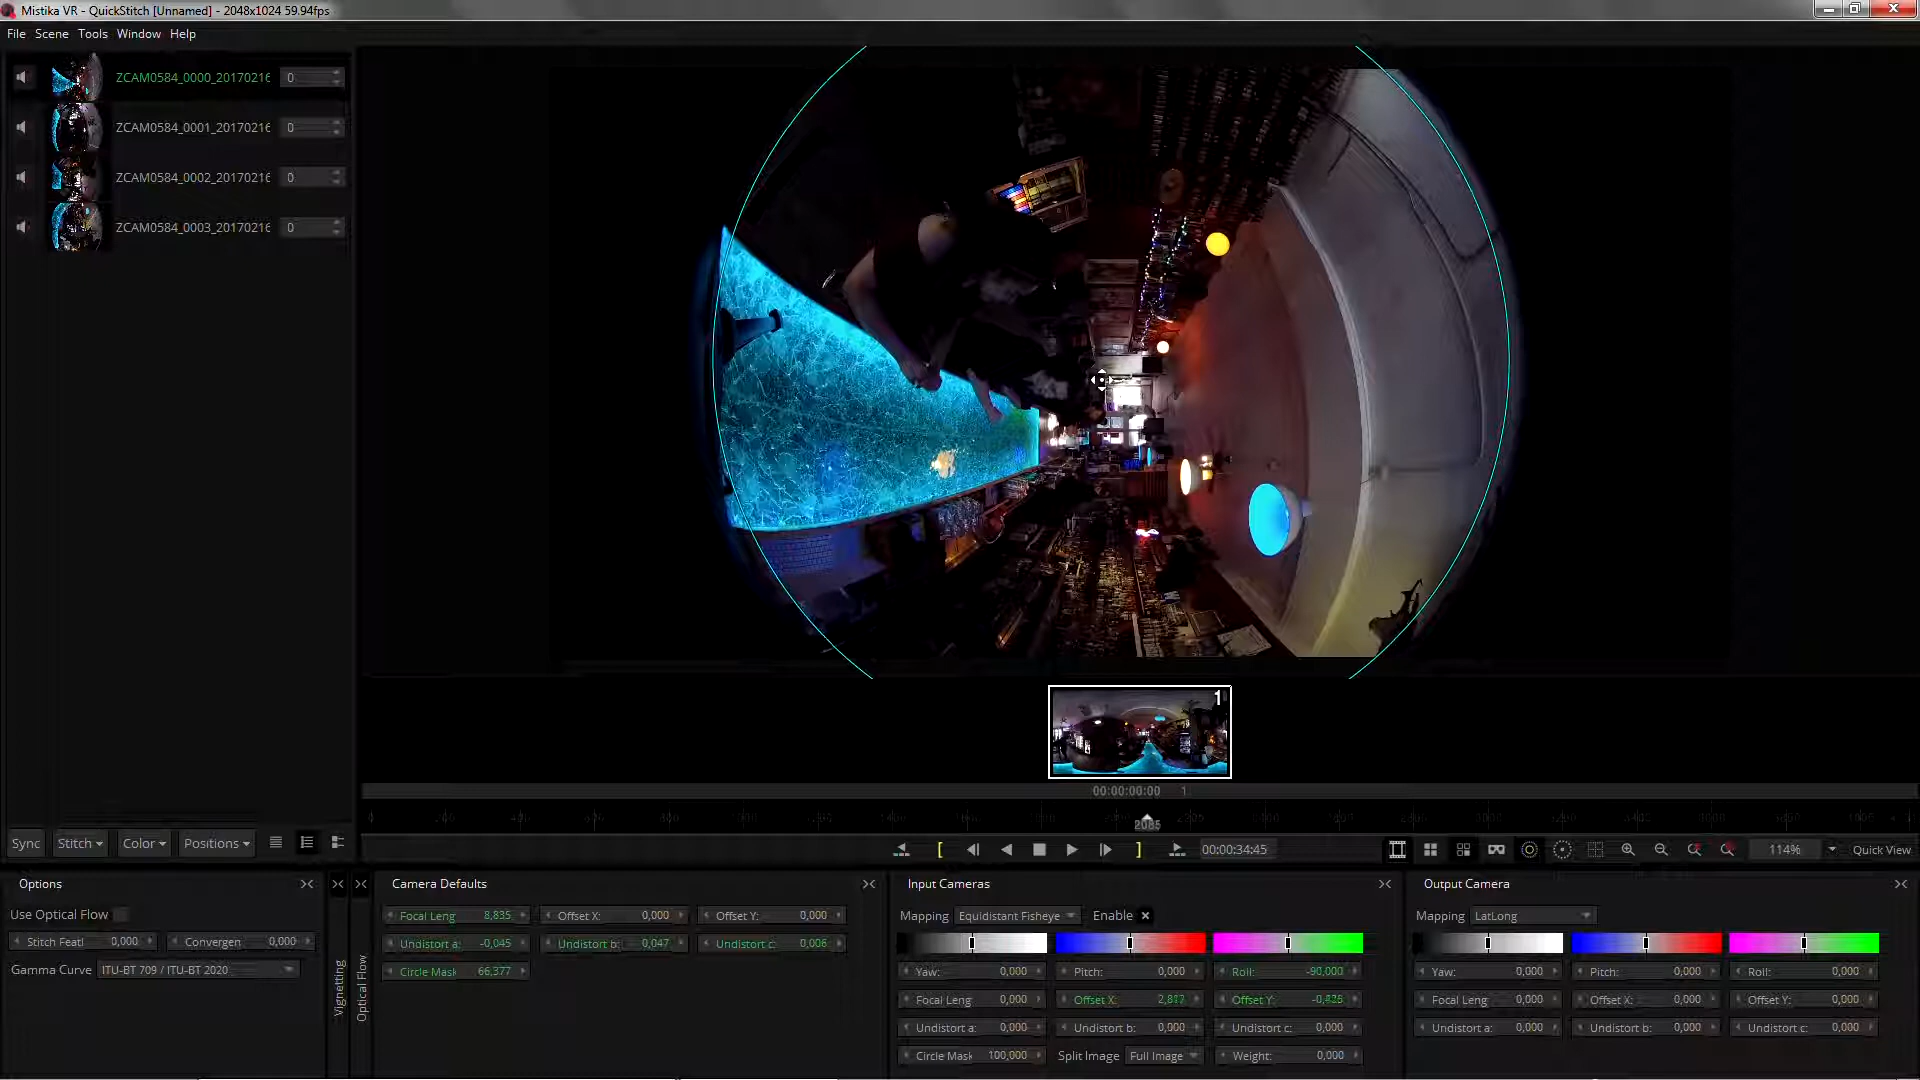 Mistika VR - QuickStitch [Unnamed] - 2048x1024 59.94fps
File Scene Tools Window Help
ZCAM0584_0000_20170216 0
ZCAM0584_0001_20170216 0
ZCAM0584_0002_20170216 0
ZCAM0584_0003_20170216 0
1
00:00:00:00 1
2085
Sync Stitch Color Positions
[ ] 00:00:34:45 114% Quick View
Options
Use Optical Flow
Stitch Featl 0,000 Convergen 0,000
Gamma Curve ITU-BT 709 / ITU-BT 2020
Vignetting
Optical Flow
Camera Defaults
Focal Leng 8,835 Offset X: 0,000 Offset Y: 0,000
Undistort a: -0,045 Undistort b: 0,047 Undistort c: 0,006
Circle Mask 66,377
Input Cameras
Mapping Equidistant Fisheye Enable
Yaw: 0,000 Pitch: 0,000 Roll: -90,000
Focal Leng 0,000 Offset X: 2,817 Offset Y:
Undistort a: 0,000 Undistort b: 0,000 Undistort c: 0,000
Circle Mask 100,000 Split Image Full Image Weight: 0,000
Output Camera
Mapping LatLong
Yaw: 0,000 Pitch: 0,000 Roll: 0,000
Focal Leng 0,000 Offset X: 0,000 Offset Y: 0,000
Undistort a: 0,000 Undistort b: 0,000 Undistort c: 0,000